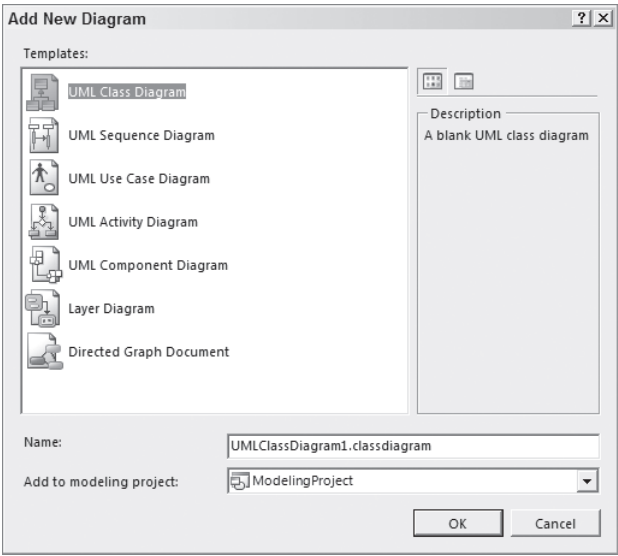 Add New Diagram
Templates:
UML Class Diagram
UML Sequence Diagram
UML Use Case Diagram
UML Activity Diagram
UML Component Diagram
Layer Diagram
Directed Graph Document
Description
A blank UML class diagram
Name:
UMLClassDiagram1.classdiagram
Add to modeling project:
ModelingProject
OK
Cancel